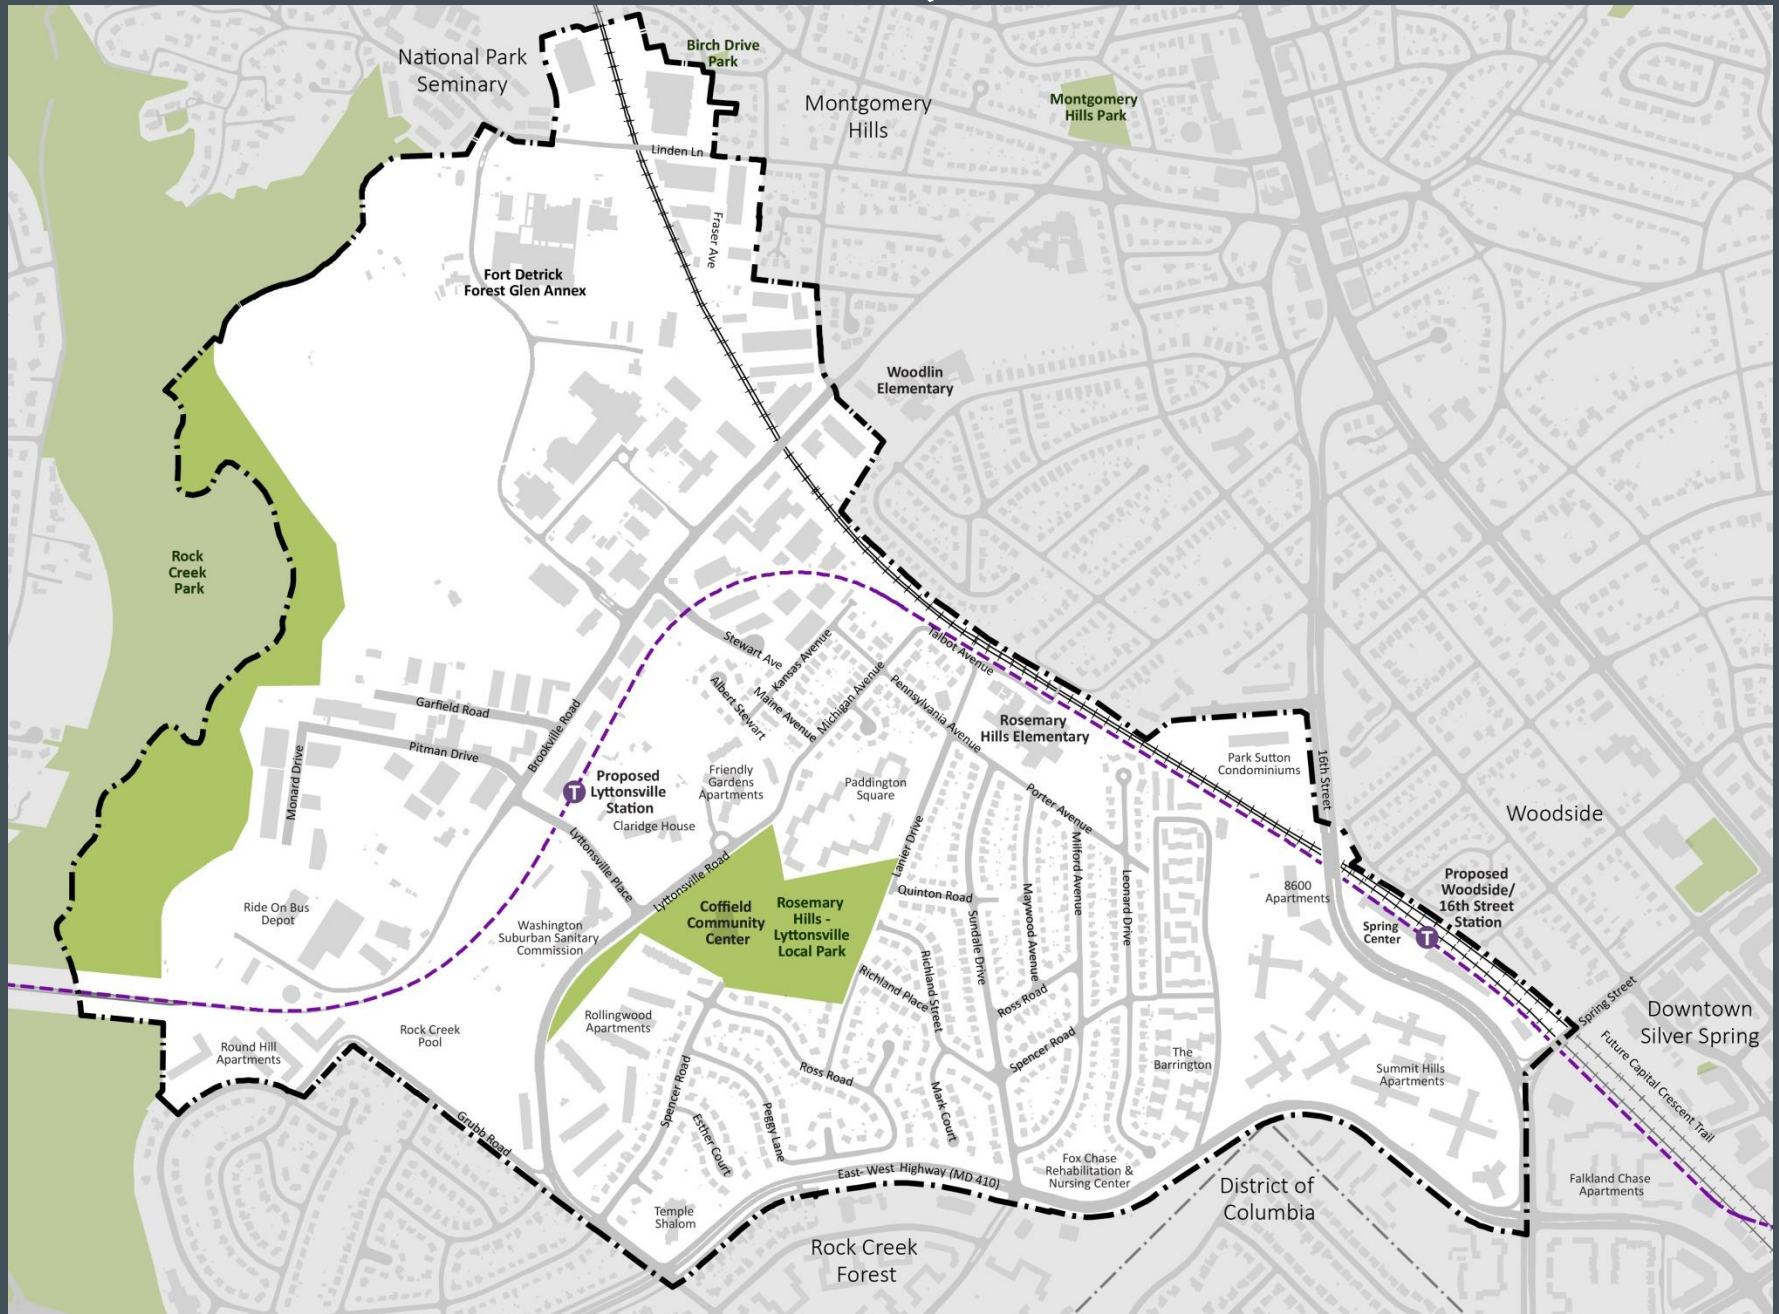 National Park
Seminary
Birch Drive
Park
Montgomery
Hills
Montgomery
Hills Park
Linden Ln
Fraser Ave
Fort Detrick
Forest Glen Annex
Woodlin
Elementary
Rock
Creek
Park
Stewart Ave
Kansas Avenue
Talbot Avenue
Albert Stewart
Maine Avenue
Michigan Avenue
Pennsylvania Avenue
Garfield Road
Brookville Road
Rosemary
Hills Elementary
Pitman Drive
Monard Drive
Park Sutton
Condominiums
16th Street
T
Proposed
Lyttonsville
Station
Friendly
Gardens
Apartments
Paddington
Square
Porter Avenue
Claridge House
Woodside
Lyttonsville Place
Lyttonsville Road
Lanier Drive
Milford Avenue
Leonard Drive
Quinton Road
Maywood Avenue
Sundale Drive
8600
Apartments
Proposed
Woodside/
16th Street
Station
Ride On Bus
Depot
Washington
Suburban Sanitary
Commission
Coffield
Community
Center
Rosemary
Hills -
Lyttonsville
Local Park
Spring
Center
T
Richland Place
Richland Street
Ross Road
Spring Street
Downtown
Silver Spring
Rollingwood
Apartments
Rock Creek
Pool
Round Hill
Apartments
Spencer Road
The
Barrington
Summit Hills
Apartments
Future Capital Crescent Trail
Spencer Road
Ross Road
Mark Court
Peggy Lane
Esther Court
Grubb Road
East- West Highway (MD 410)
Fox Chase
Rehabilitation &
Nursing Center
Falkland Chase
Apartments
District of
Columbia
Temple
Shalom
Rock Creek
Forest